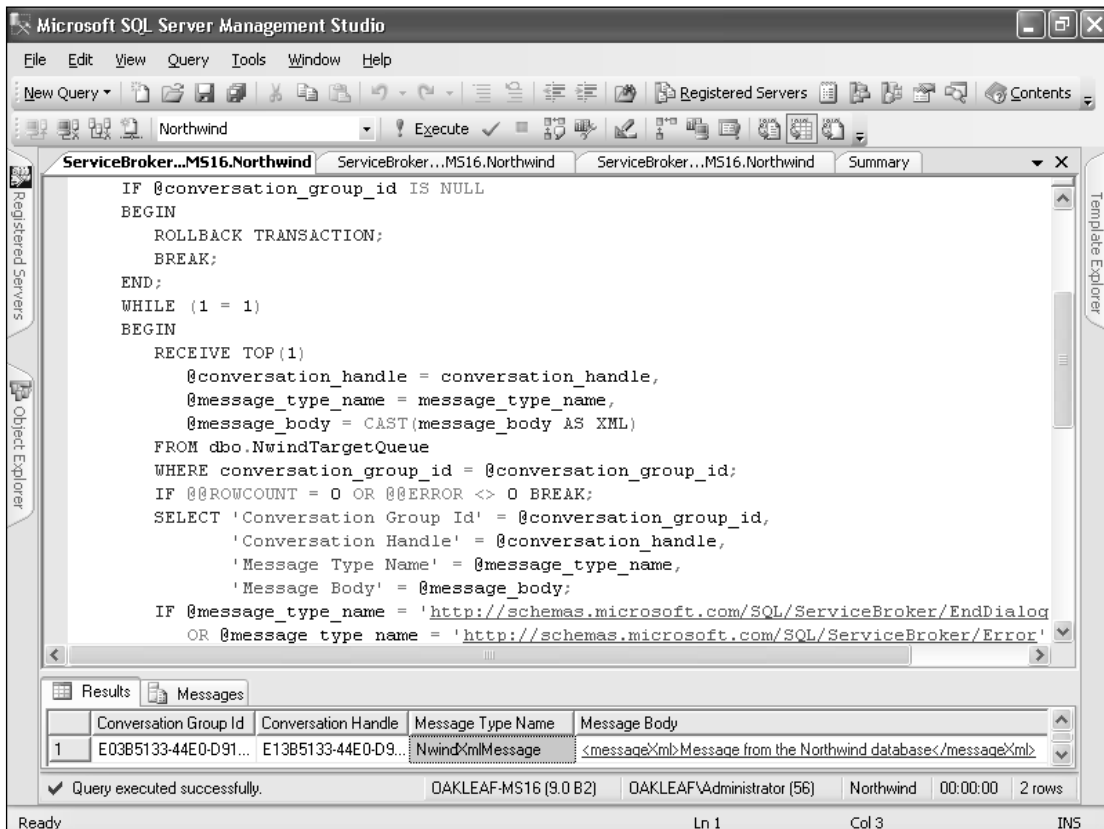 Microsoft SQL Server Management Studio
File Edit View Query Tools Window Help
New Query Registered Servers Contents
Northwind Execute
ServiceBroker...MS16.Northwind ServiceBroker...MS16.Northwind ServiceBroker...MS16.Northwind Summary
Registered Servers
Object Explorer
Template Explorer
IF @conversation_group_id IS NULL
BEGIN
ROLLBACK TRANSACTION;
BREAK;
END;
WHILE (1 = 1)
BEGIN
RECEIVE TOP(1)
@conversation_handle = conversation_handle,
@message_type_name = message_type_name,
@message_body = CAST(message_body AS XML)
FROM dbo.NwindTargetQueue
WHERE conversation_group_id = @conversation_group_id;
IF @@ROWCOUNT = 0 OR @@ERROR <> 0 BREAK;
SELECT 'Conversation Group Id' = @conversation_group_id,
'Conversation Handle' = @conversation_handle,
'Message Type Name' = @message_type_name,
'Message Body' = @message_body;
IF @message_type_name = 'http://schemas.microsoft.com/SQL/ServiceBroker/EndDialog
OR @message_type_name = 'http://schemas.microsoft.com/SQL/ServiceBroker/Error'
Results Messages
Conversation Group Id Conversation Handle Message Type Name Message Body
1 E03B5133-44E0-D91... E13B5133-44E0-D9... NwindXmlMessage <messageXml>Message from the Northwind database</messageXml>
Query executed successfully. OAKLEAF-MS16 (9.0 B2) OAKLEAF\Administrator (56) Northwind 00:00:00 2 rows
Ready Ln 1 Col 3 INS